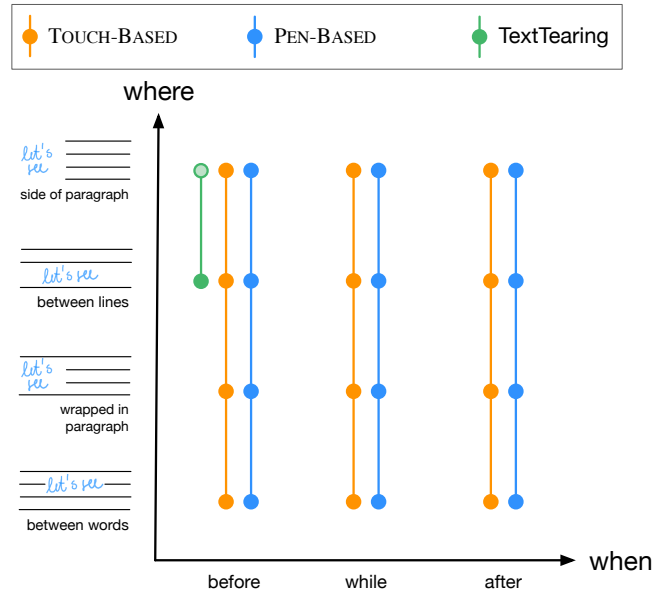 TOUCH-BASED PEN-BASED TextTearing
where
let's
see
side of paragraph
let's see
between lines
let's
see
wrapped in
paragraph
let's see
between words
when
before while after